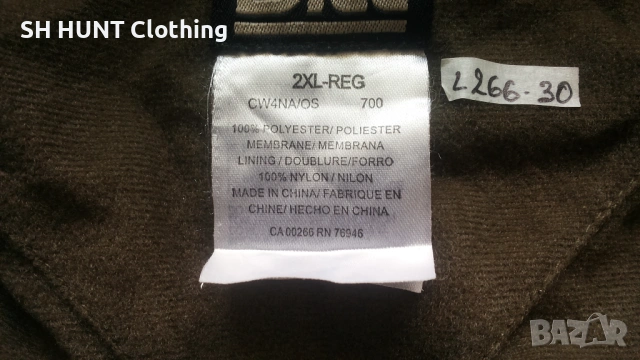 SH HUNT Clothing
2XL-REG
CW4NA/OS 700
L266-30
100% POLYESTER/ POLIESTER
MEMBRANE/ MEMBRANA
LINING / DOUBLURE/FORRO
100% NYLON / NILON
MADE IN CHINA/ FABRIQUE EN
CHINE/ HECHO EN CHINA
CA 00266 RN 76946
BAZAR